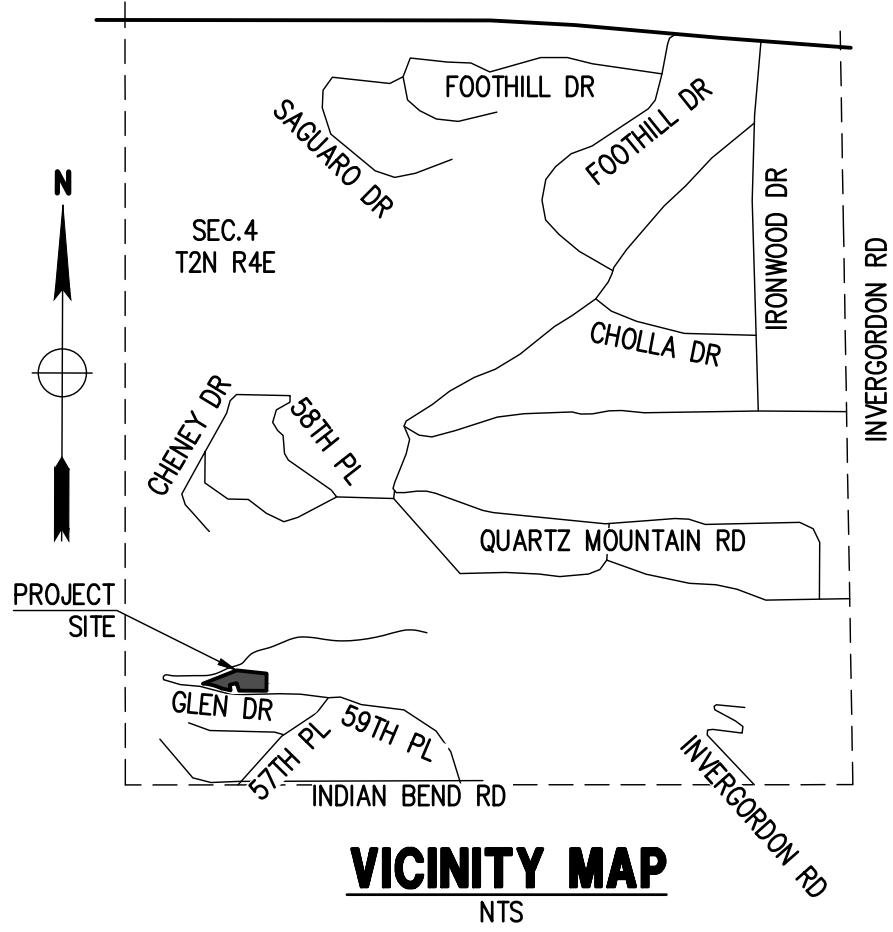 FOOTHILL DR
SAGUARO DR
FOOTHILL DR
N
SEC.4
T2N R4E
IRONWOOD DR
INVERGORDON RD
CHOLLA DR
CHENEY DR
58TH PL
QUARTZ MOUNTAIN RD
PROJECT
SITE
GLEN DR
57TH PL
59TH PL
INDIAN BEND RD
INVERGORDON RD
VICINITY MAP
NTS